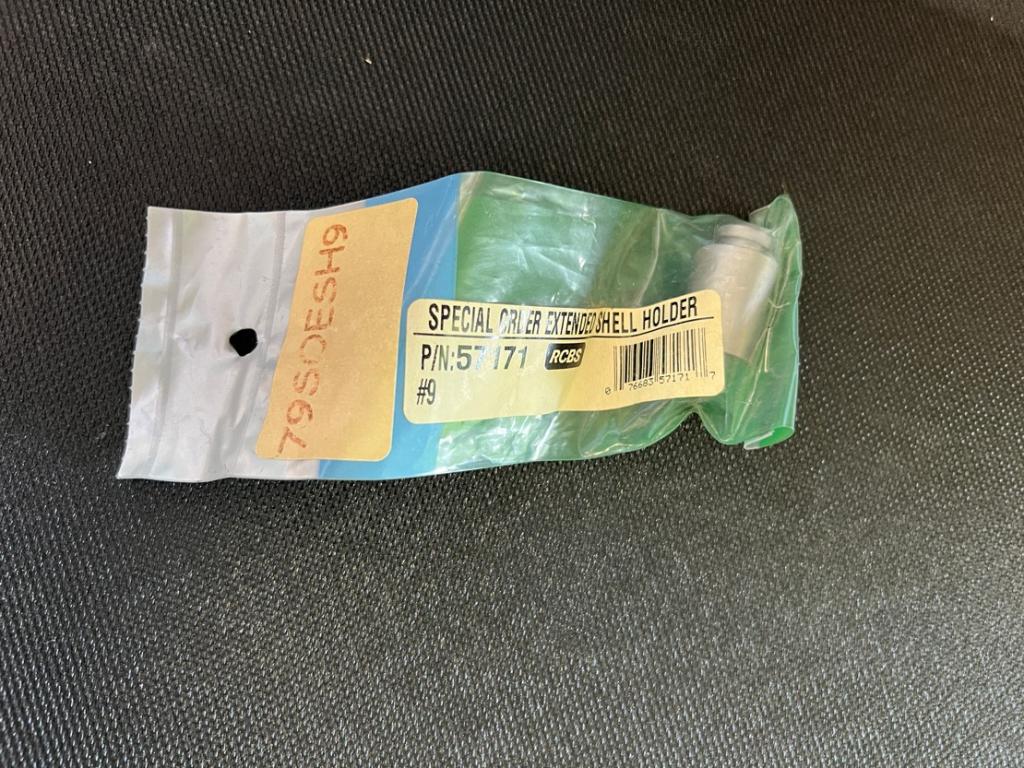 79SOESH9
SPECIAL ORDER EXTENDED SHELL HOLDER
P/N:57171 RCBS
#9
0 76683 57171 7